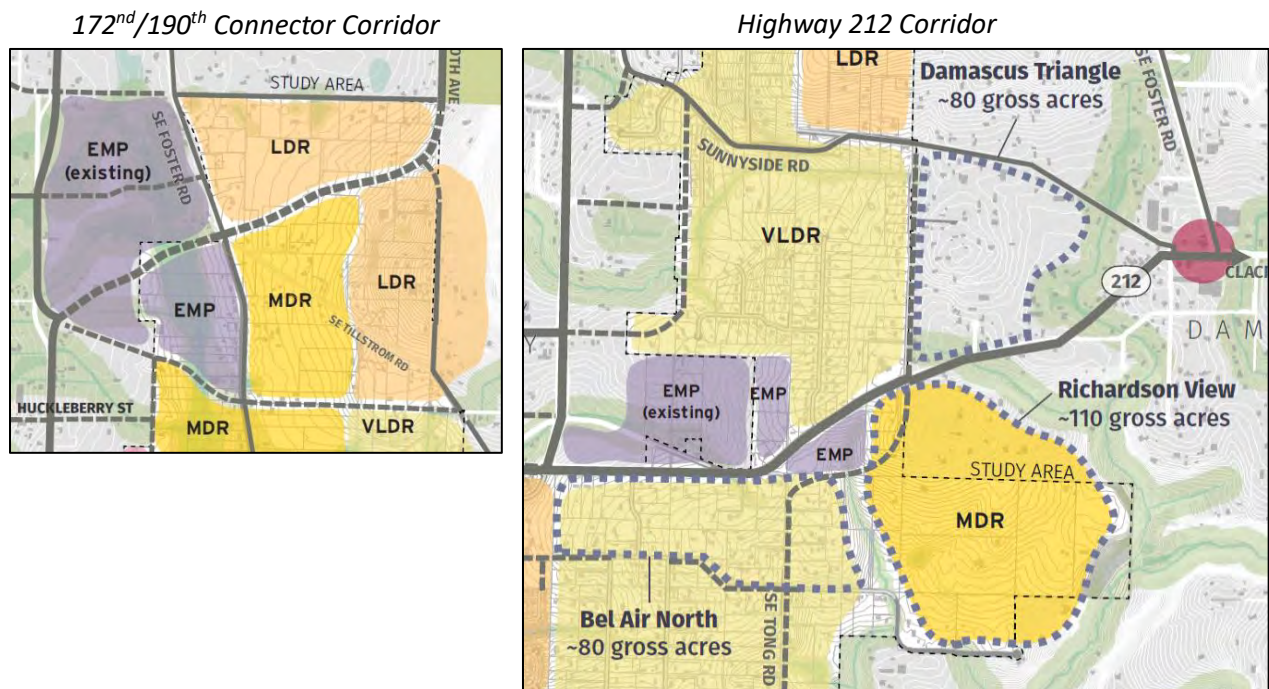 172nd/190th Connector Corridor
STUDY AREA
0TH AVE.
EMP
(existing)
SE FOSTER RD
LDR
EMP
MDR
LDR
SE TILLSTROM RD
HUCKLEBERRY ST
MDR
VLDR
Highway 212 Corridor
LDR
Damascus Triangle
~80 gross acres
SE FOSTER RD
SUNNYSIDE RD
VLDR
212
CLAC
D A M
Y
EMP
(existing)
EMP
EMP
Richardson View
~110 gross acres
STUDY AREA
MDR
Bel Air North
~80 gross acres
SE TONG RD